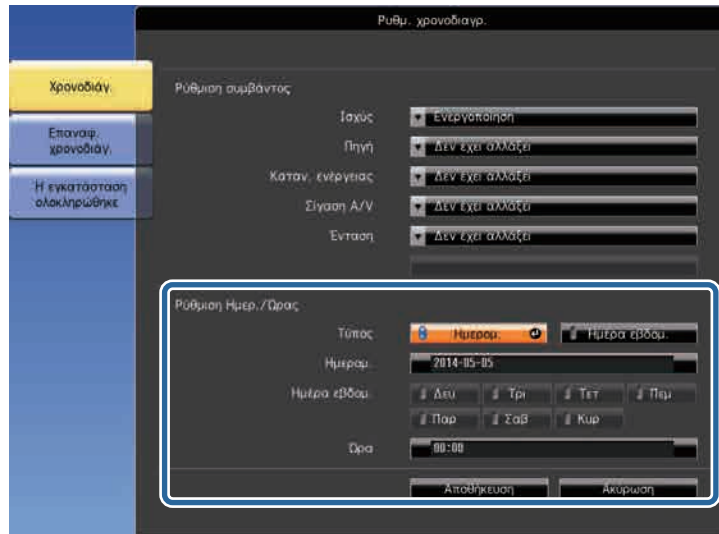 Ρυθμ. χρονοδιαγρ.
Χρονοδιάγ.
Επαναφ.
χρονοδιάγ.
Η εγκατάσταση
ολοκληρώθηκε
Ρύθμιση συμβάντος
Ισχύς Ενεργοποίηση
Πηγή Δεν έχει αλλάξει
Καταν. ενέργειας Δεν έχει αλλάξει
Σίγαση A/V Δεν έχει αλλάξει
Ένταση Δεν έχει αλλάξει
Ρύθμιση Ημερ./Ώρας
Τύπος Ημερομ. Ημέρα εβδομ.
Ημερομ. 2014-05-05
Ημέρα εβδομ. Δευ Τρι Τετ Πεμ
Παρ Σαβ Κυρ
Ώρα 00:00
Αποθήκευση Ακύρωση